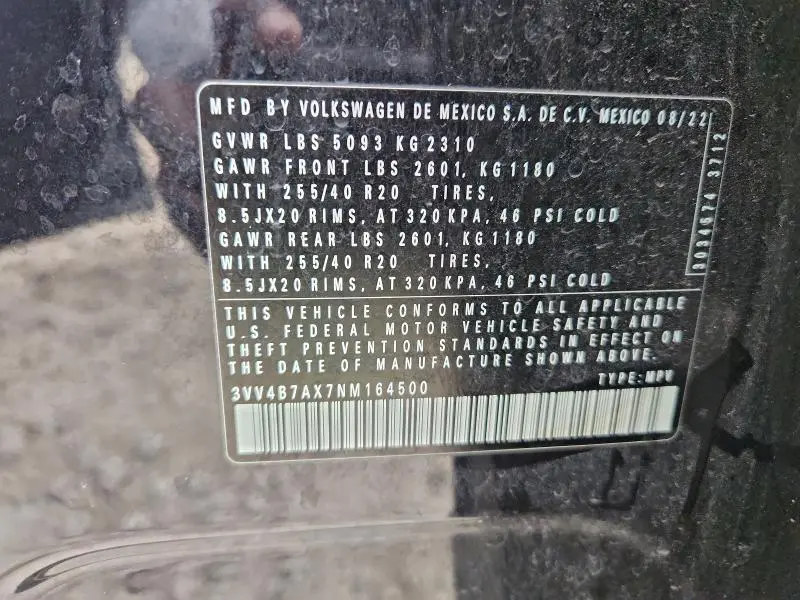 MFD BY VOLKSWAGEN DE MEXICO S.A. DE C.V. MEXICO 08/22
GVWR LBS 5093 KG 2310
GAWR FRONT LBS 2601, KG 1180
WITH 255/40 R20 TIRES,
8.5JX20 RIMS, AT 320 KPA, 46 PSI COLD
GAWR REAR LBS 2601, KG 1180
WITH 255/40 R20 TIRES,
8.5JX20 RIMS, AT 320 KPA, 46 PSI COLD
THIS VEHICLE CONFORMS TO ALL APPLICABLE
U.S. FEDERAL MOTOR VEHICLE SAFETY AND
THEFT PREVENTION STANDARDS IN EFFECT ON
THE DATE OF MANUFACTURE SHOWN ABOVE.
3VV4B7AX7NM164500 TYPE:MPV
3712